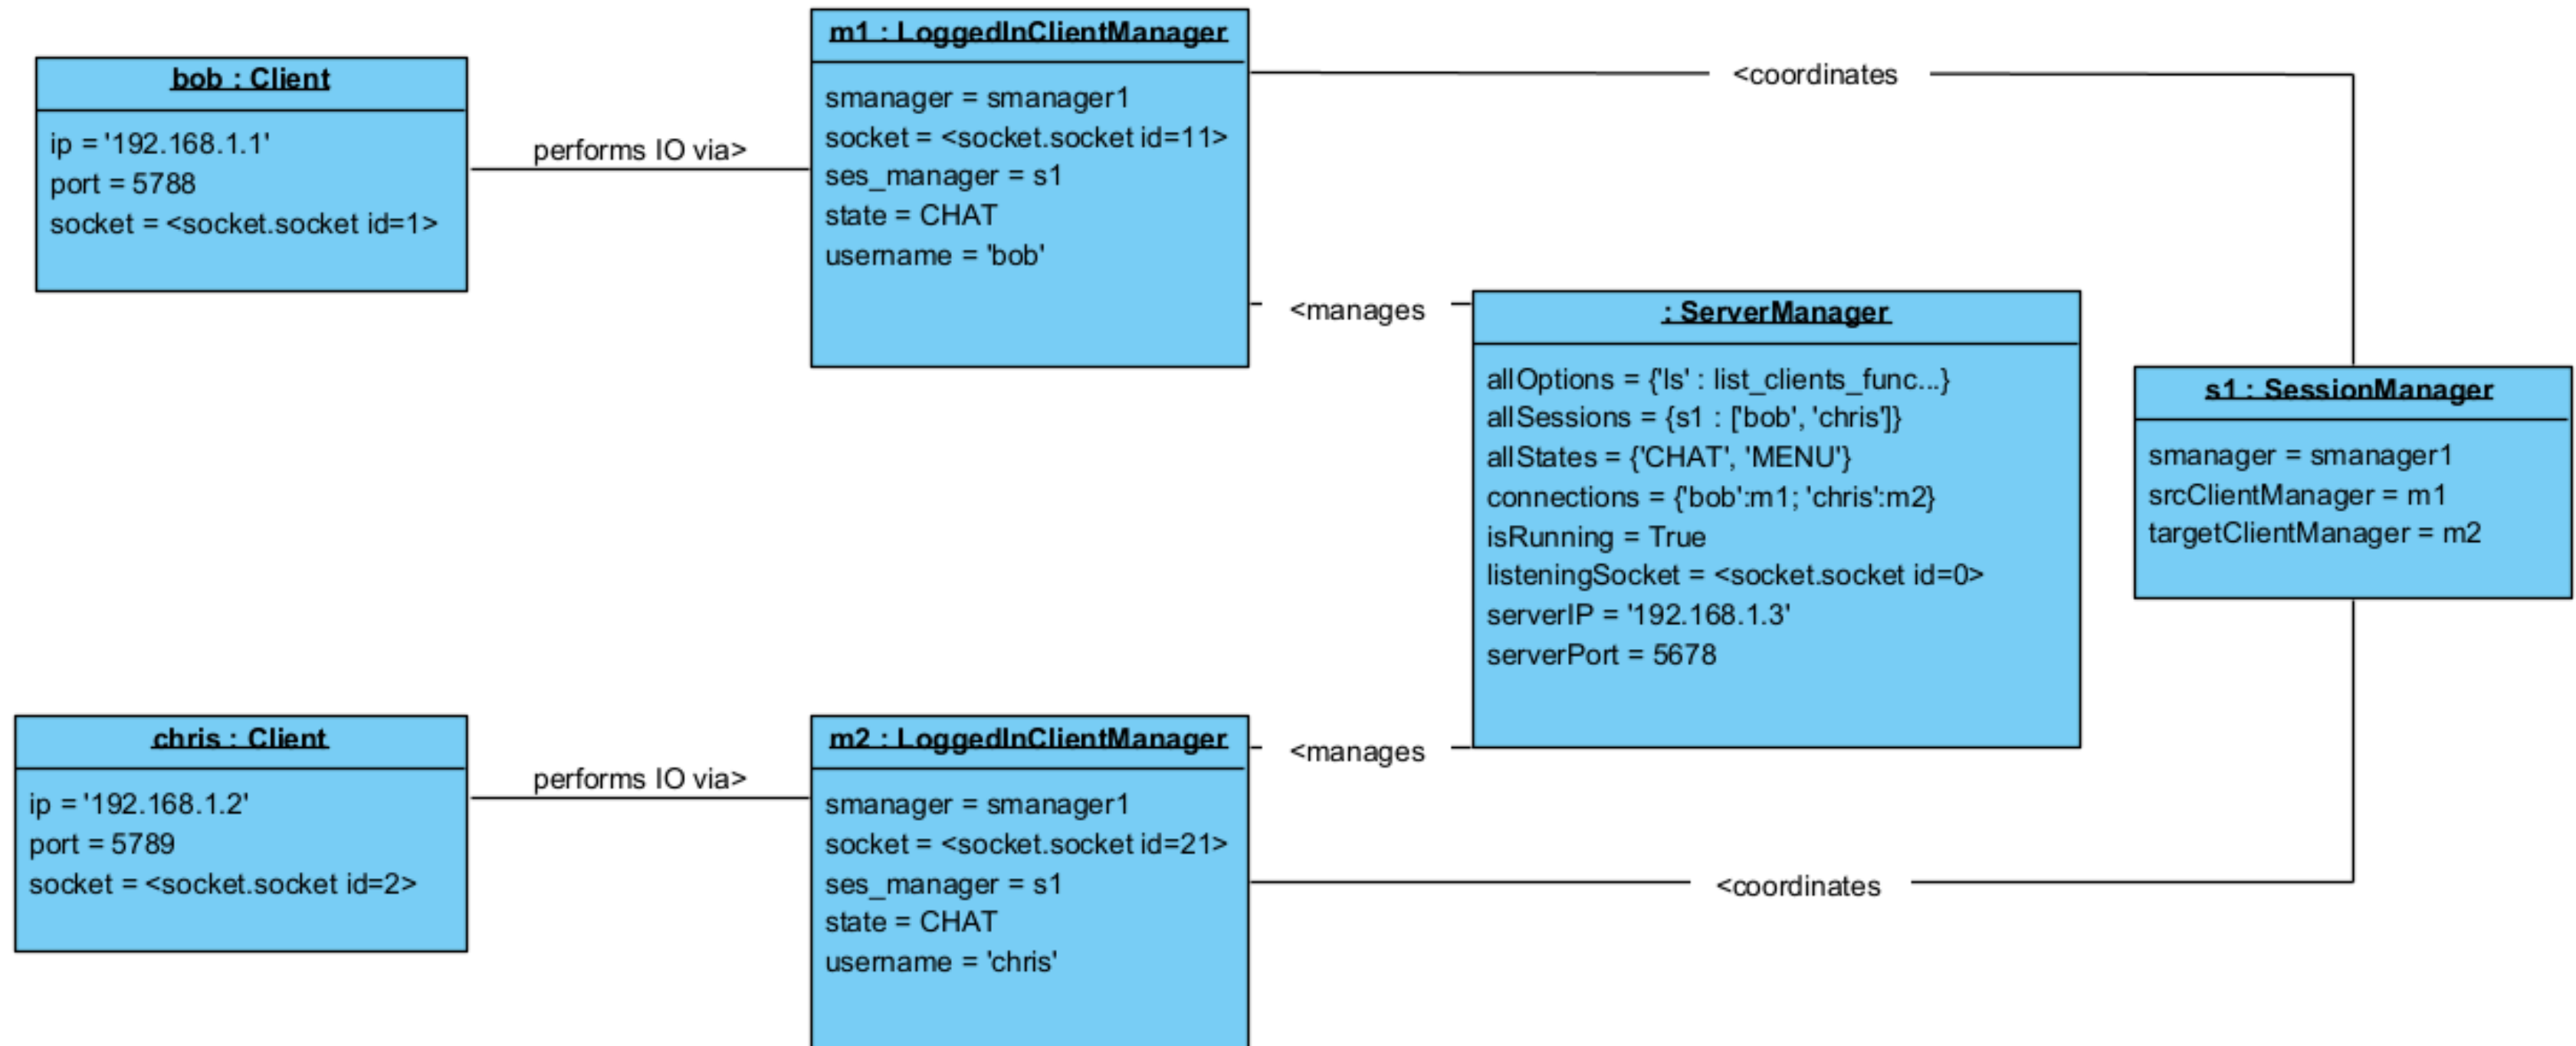 bob : Client
ip = '192.168.1.1'
port = 5788
socket = <socket.socket id=1>
performs IO via>
m1 : LoggedInClientManager
smanager = smanager1
socket = <socket.socket id=11>
ses_manager = s1
state = CHAT
username = 'bob'
<coordinates
<manages
: ServerManager
allOptions = {'ls' : list_clients_func...}
allSessions = {s1 : ['bob', 'chris']}
allStates = {'CHAT', 'MENU'}
connections = {'bob':m1; 'chris':m2}
isRunning = True
listeningSocket = <socket.socket id=0>
serverIP = '192.168.1.3'
serverPort = 5678
s1 : SessionManager
smanager = smanager1
srcClientManager = m1
targetClientManager = m2
chris : Client
ip = '192.168.1.2'
port = 5789
socket = <socket.socket id=2>
performs IO via>
m2 : LoggedInClientManager
smanager = smanager1
socket = <socket.socket id=21>
ses_manager = s1
state = CHAT
username = 'chris'
<manages
<coordinates